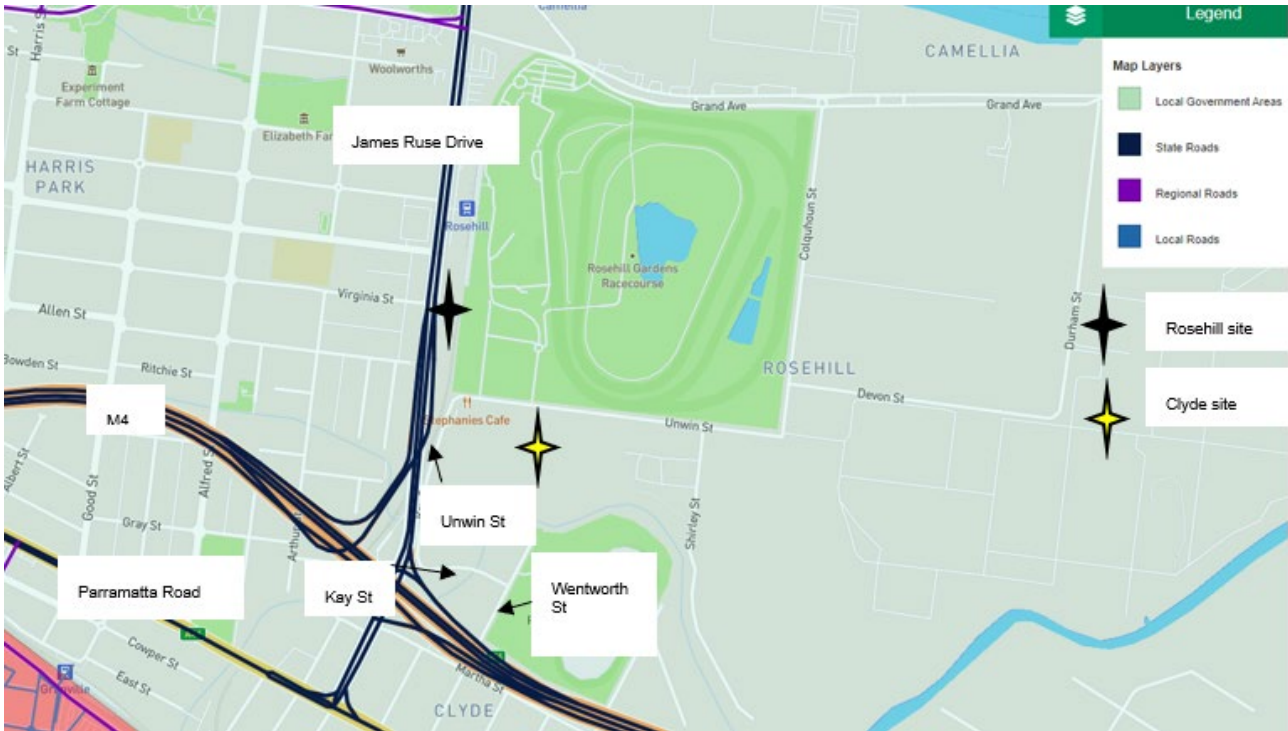 Camellia
Legend
Harris St
St
Woolworths
CAMELLIA
Map Layers
Experiment
Farm Cottage
Grand Ave
Grand Ave
Local Government Areas
Elizabeth Far
James Ruse Drive
State Roads
HARRIS
PARK
Regional Roads
Rosehill
Colquhoun St
Local Roads
Rosehill Gardens
Racecourse
Virginia St
Allen St
Durham St
Rosehill site
Bowden St
Ritchie St
ROSEHILL
Devon St
Clyde site
M4
Stephanies Cafe
Unwin St
Albert St
Good St
Alfred S
Gray St
Arthur
Unwin St
Shirley St
Parramatta Road
Kay St
Wentworth
St
Cowper St
East St
Martha St
Granville
CLYDE